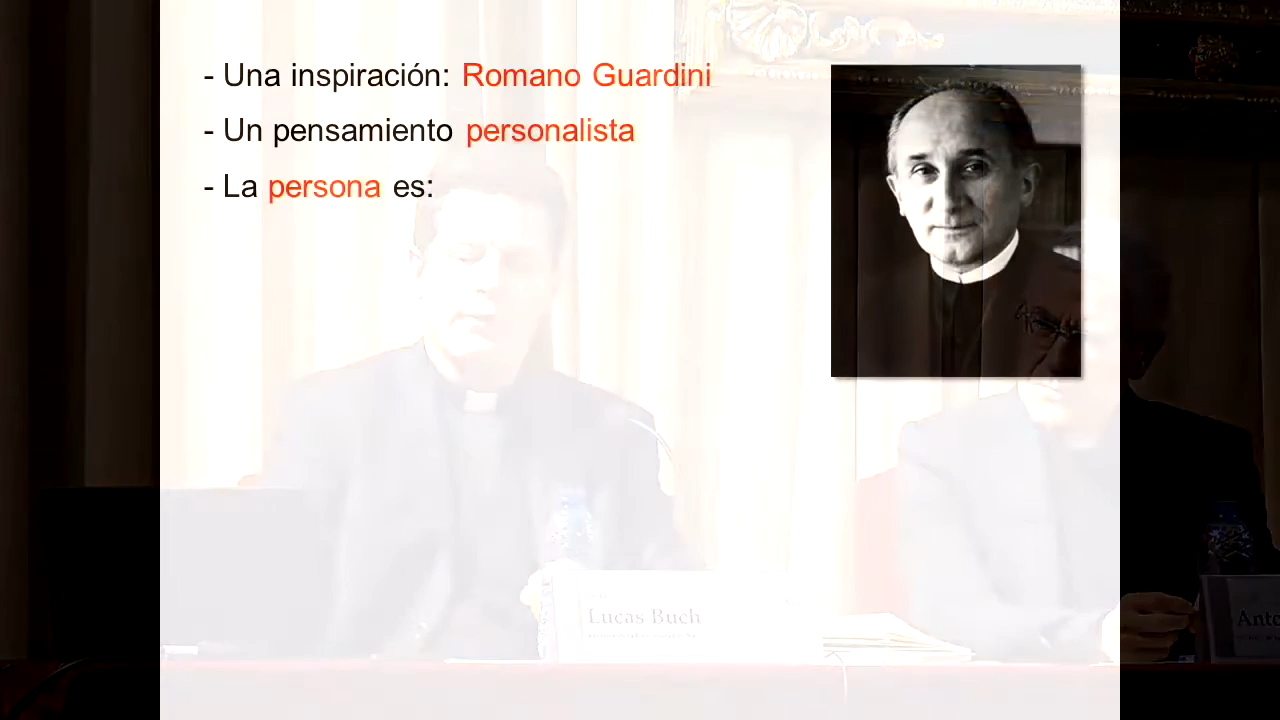 - Una inspiración: Romano Guardini
- Un pensamiento personalista
- La persona es:
Lucas Buch